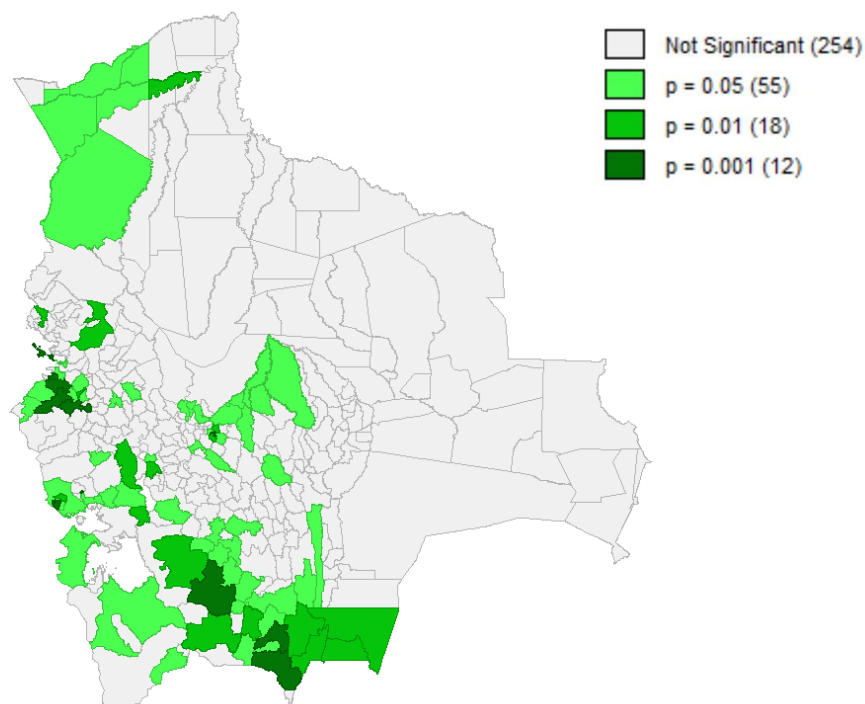 Not Significant (254)
p = 0.05 (55)
p = 0.01 (18)
p = 0.001 (12)